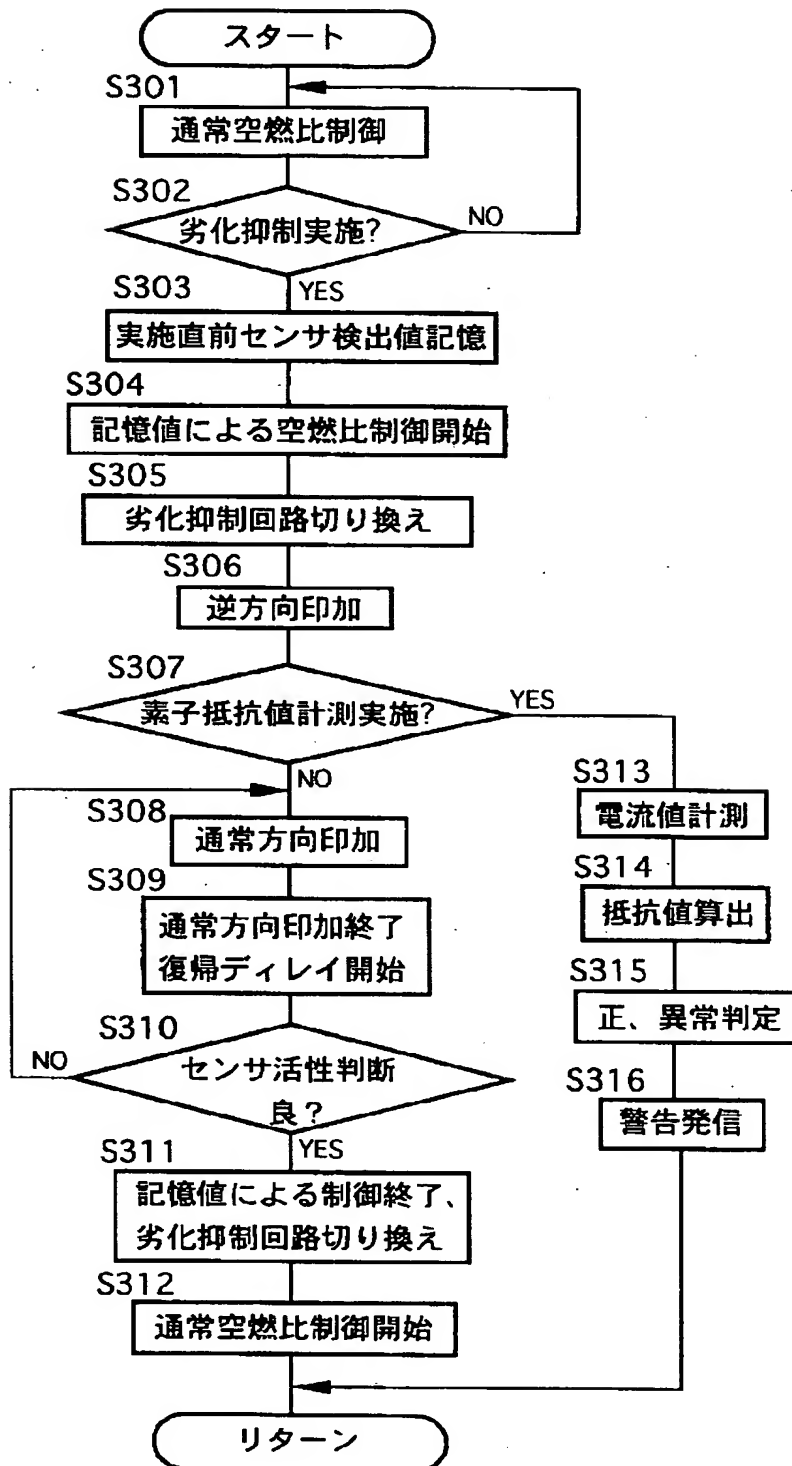 スタート
S301
通常空燃比制御
S302
劣化抑制実施?
NO
YES
S303
実施直前センサ検出値記憶
S304
記憶値による空燃比制御開始
S305
劣化抑制回路切り換え
S306
逆方向印加
S307
素子抵抗値計測実施?
YES
NO
S308
通常方向印加
S309
通常方向印加終了
復帰ディレイ開始
S310
センサ活性判断
良?
NO
YES
S311
記憶値による制御終了、
劣化抑制回路切り換え
S312
通常空燃比制御開始
S313
電流値計測
S314
抵抗値算出
S315
正、異常判定
S316
警告発信
リターン